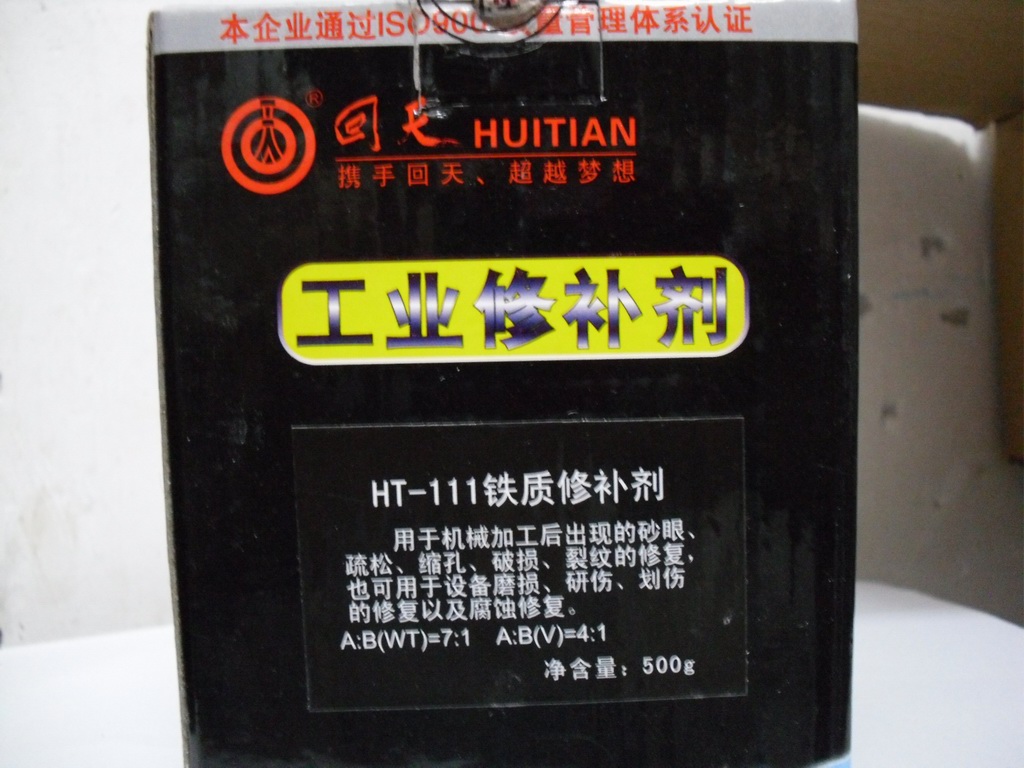 本企业通过ISO900 量管理体系认证
® 回天 HUITIAN
携手回天、超越梦想
工业修补剂
HT-111铁质修补剂
用于机械加工后出现的砂眼、
疏松、缩孔、破损、裂纹的修复,
也可用于设备磨损、研伤、划伤
的修复以及腐蚀修复。
A:B(WT)=7:1 A:B(V)=4:1
净含量: 500g